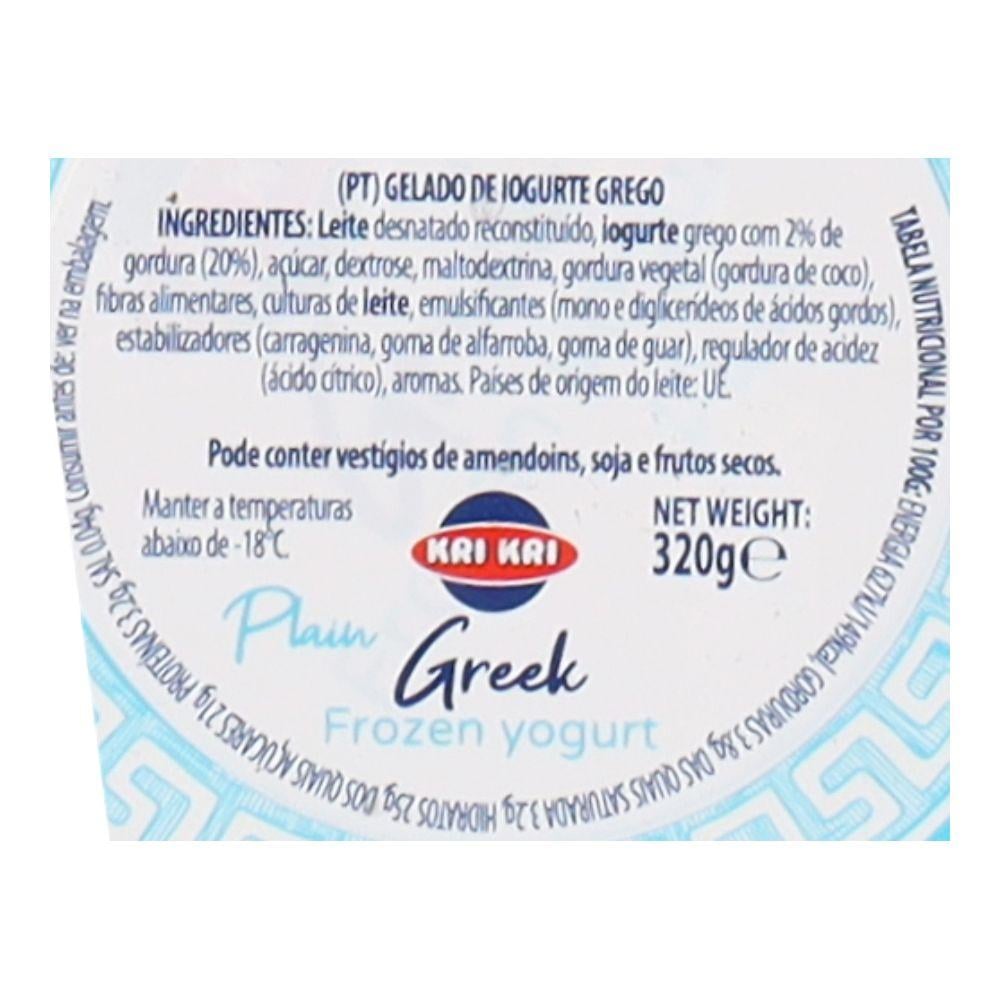 (PT) GELADO DE IOGURTE GREGO
INGREDIENTES: Leite desnatado reconstituído, iogurte grego com 2% de
gordura (20%), açúcar, dextrose, maltodextrina, gordura vegetal (gordura de coco),
fibras alimentares, culturas de leite, emulsificantes (mono e diglicerídeos de ácidos gordos),
estabilizadores (carragenina, goma de alfarroba, goma de guar), regulador de acidez
(ácido cítrico), aromas. Países de origem do leite: UE.
Pode conter vestígios de amendoins, soja e frutos secos.
Manter a temperaturas
abaixo de -18°C.
KRI KRI
NET WEIGHT:
320g e
Plain
Greek
Frozen yogurt
TABELA NUTRICIONAL POR 100G: ENERGIA 627kJ/149kcal, GORDURAS 3.8g, DAS QUAIS SATURADA 3.2g, HIDRATOS 25g, DOS QUAIS AÇÚCARES 21g, PROTEÍNAS 3.2g, SAL 0.04g, Consumir antes de: ver na embalagem.